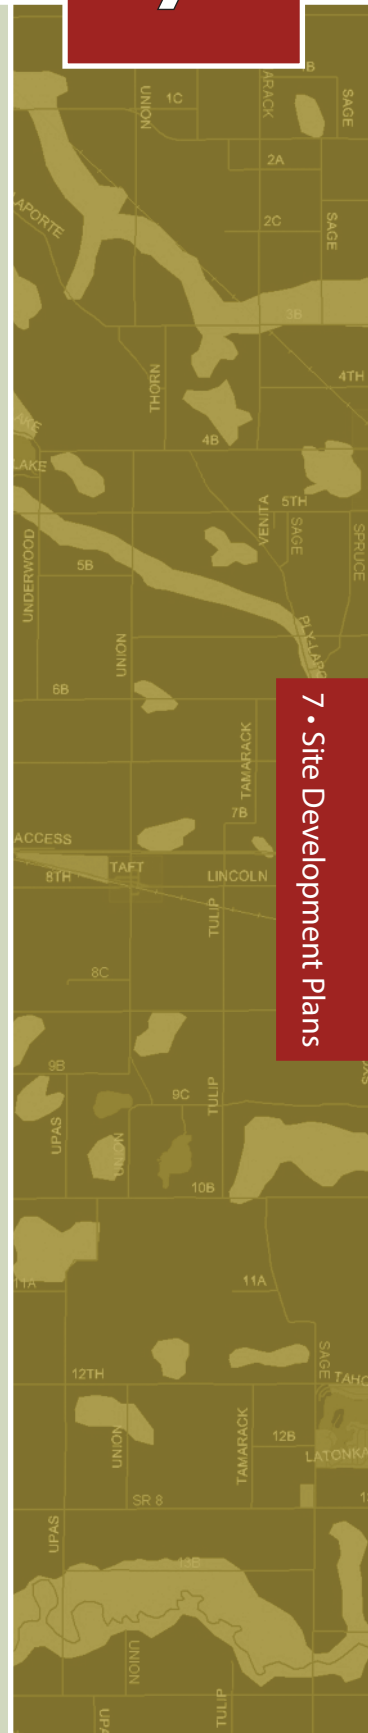 1C
UNION
SAGE
2A
2C
SAGE
3B
4TH
THORN
4B
LAKE
5TH
VENITA
SAGE
SPRUCE
UNDERWOOD
5B
UNION
6B
TAMARACK
7 • Site Development Plans
7B
ACCESS
TAFT
8TH
LINCOLN
TULIP
8C
9B
9C
TULIP
UPAS
UNION
10B
11A
11A
SAGE
12TH
UNION
TAMARACK
12B
SR 8
UPAS
13B
UNION
TULIP